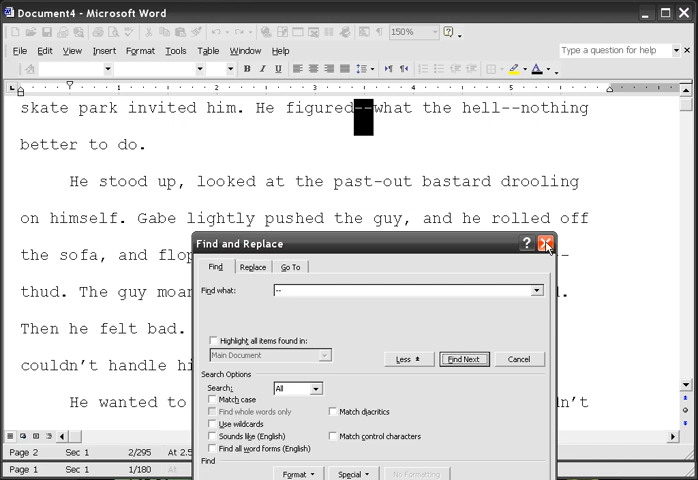 Document4 - Microsoft Word
File Edit View Insert Format Tools Table Window Help
150%
Type a question for help
B I U
skate park invited him. He figured--what the hell--nothing
better to do.
He stood up, looked at the past-out bastard drooling
on himself. Gabe lightly pushed the guy, and he rolled off
the sofa, and flop --
thud. The guy moan
Then he felt bad.
couldn't handle hi
He wanted to n't
Find and Replace
Find Replace Go To
Find what: --
Highlight all items found in:
Main Document
Less Find Next Cancel
Search Options
Search: All
Match case
Find whole words only
Match diacritics
Use wildcards
Sounds like (English)
Match control characters
Find all word forms (English)
Find
Format Special No Formatting
Page 2 Sec 1 2/295 At 2.5
Page 1 Sec 1 1/180 At